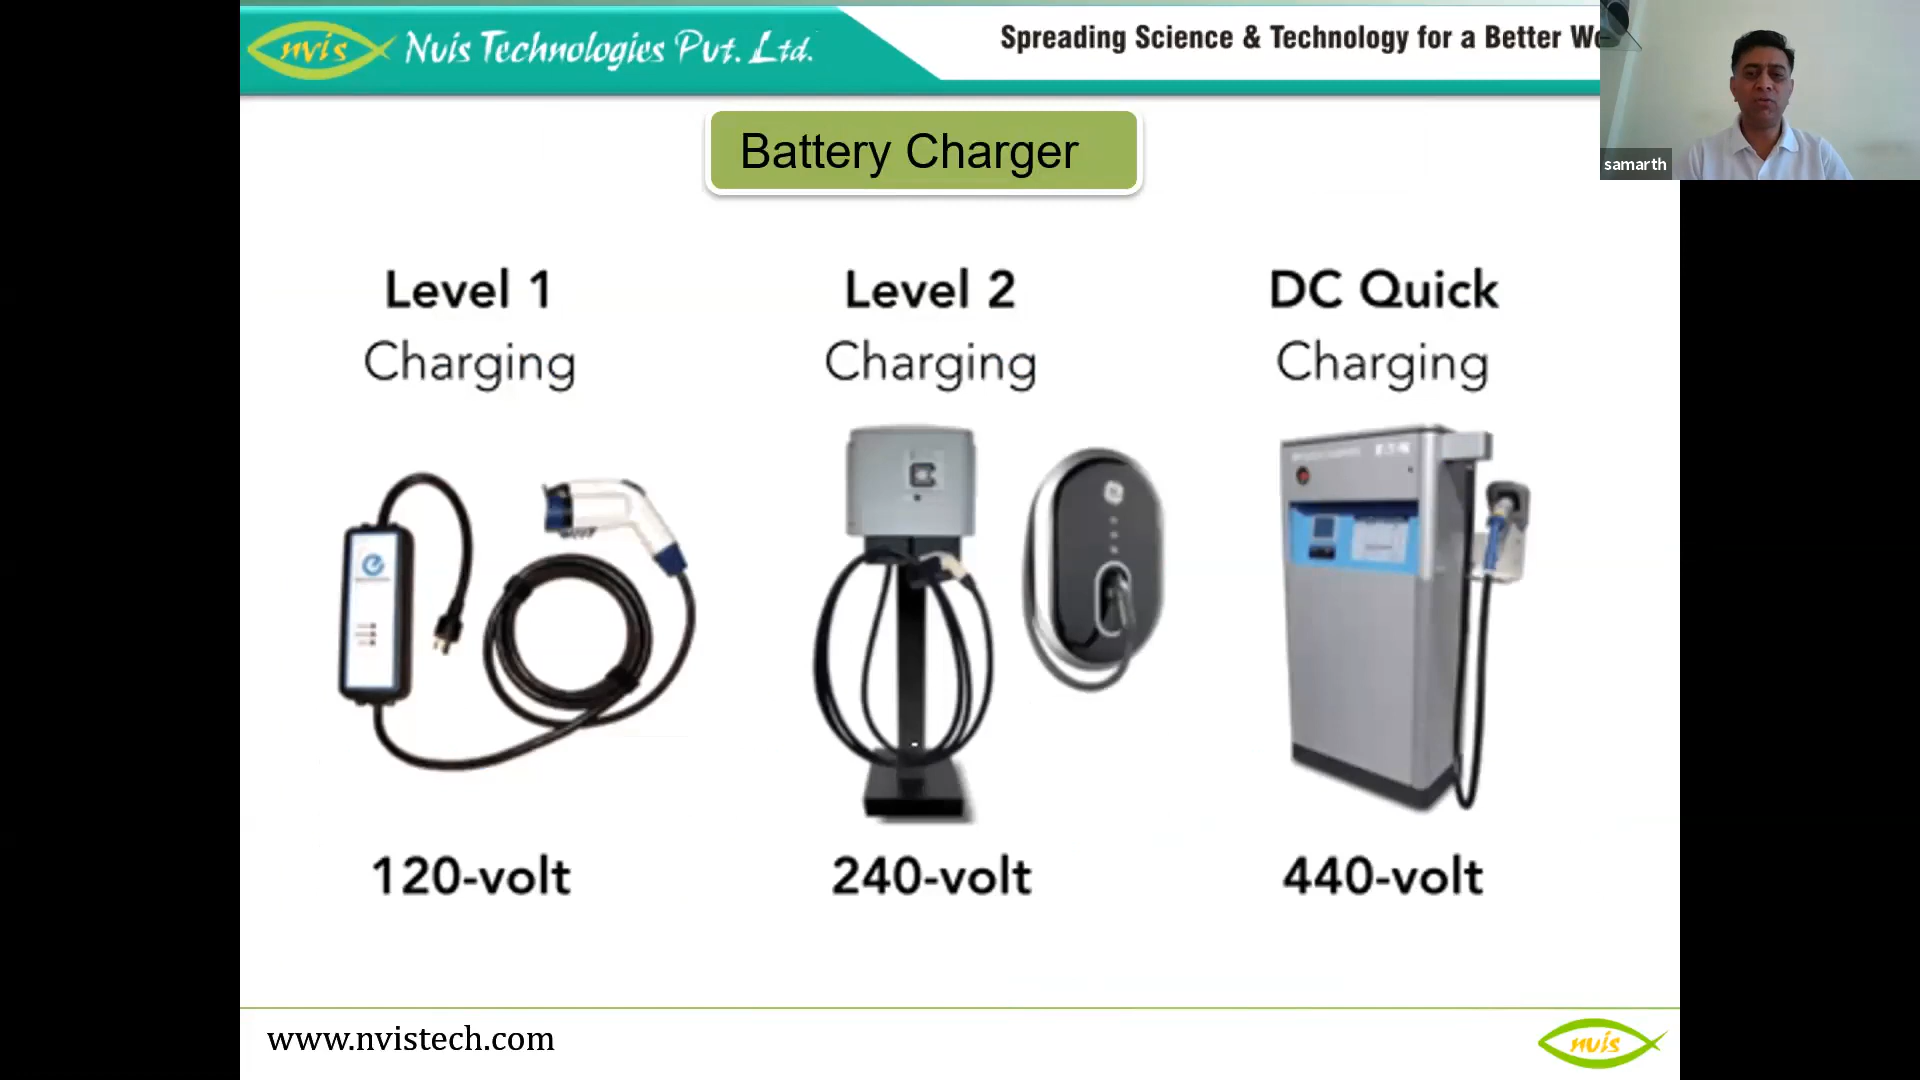 nvis
Nvis Technologies Pvt. Ltd.
Spreading Science & Technology for a Better
samarth
Battery Charger
Level 1
Charging
Level 2
Charging
DC Quick
Charging
120-volt
240-volt
440-volt
www.nvistech.com
nvis